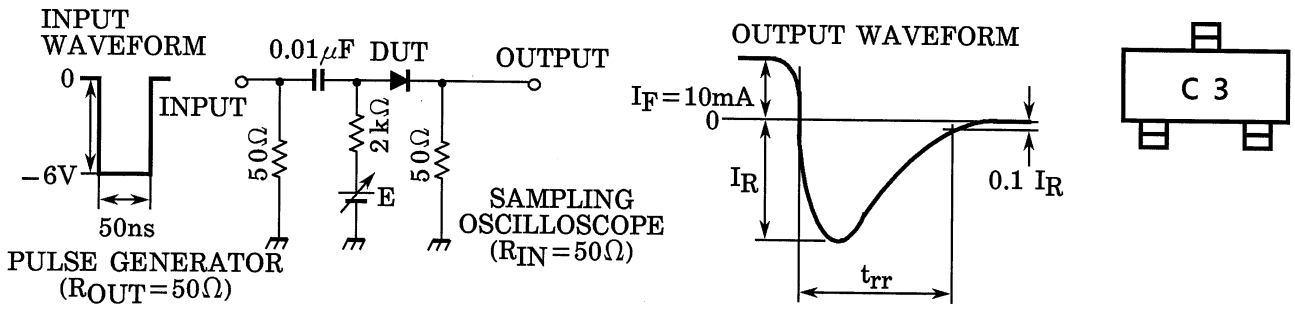 INPUT
WAVEFORM
0
−6V
50ns
PULSE GENERATOR
(ROUT=50Ω)
INPUT
0.01μF
DUT
OUTPUT
50Ω
2kΩ
50Ω
E
SAMPLING
OSCILLOSCOPE
(RIN=50Ω)
OUTPUT WAVEFORM
IF=10mA
0
IR
0.1 IR
trr
C 3